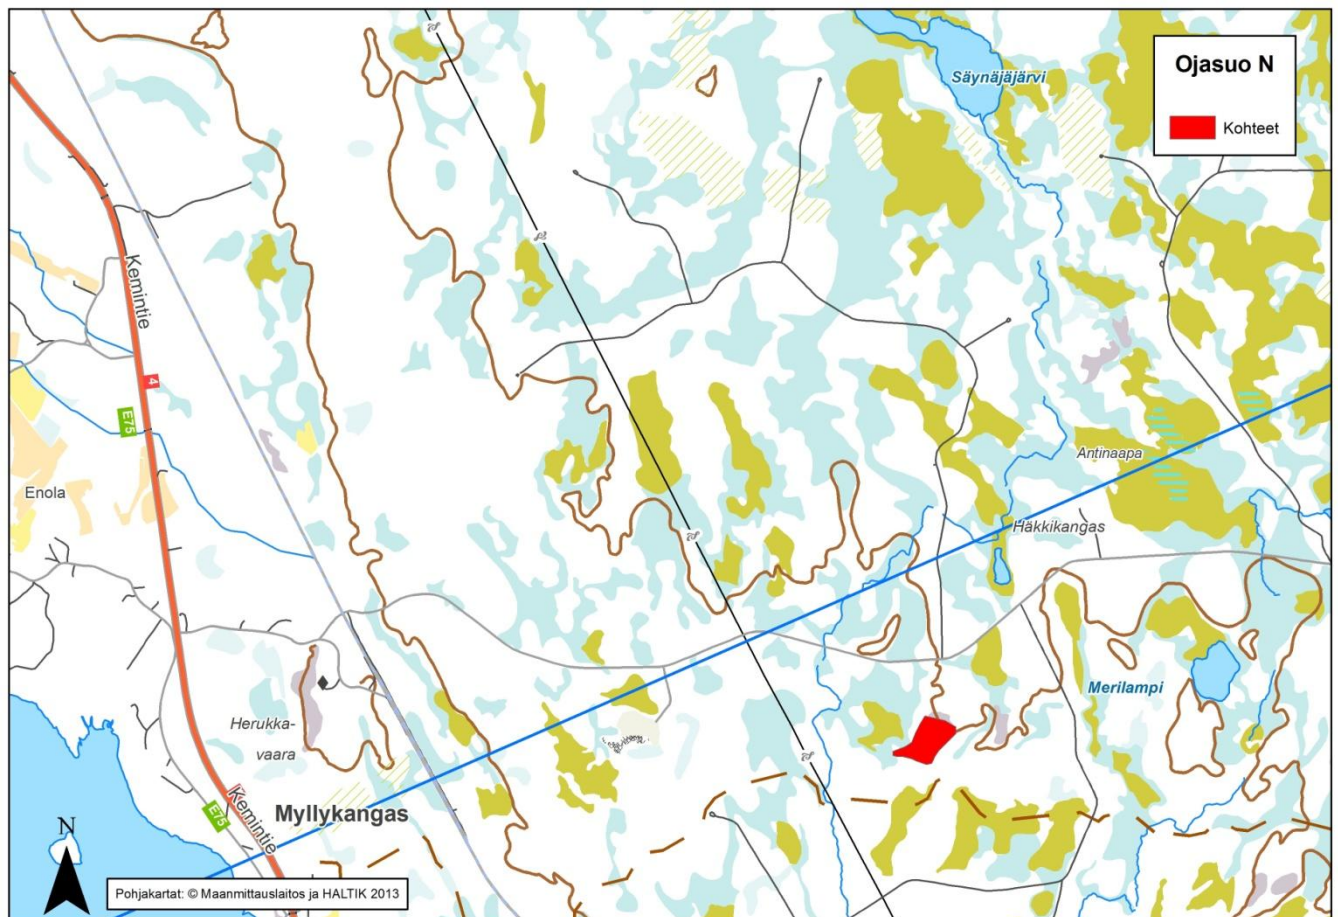 Säynäjäjärvi
Ojasuo N
Kohteet
Kemintie
4
E75
Enola
Antinaapa
Häkkikangas
Merilampi
Herukka-
vaara
Myllykangas
E75
Kemintie
N
Pohjakartat: © Maanmittauslaitos ja HALTIK 2013